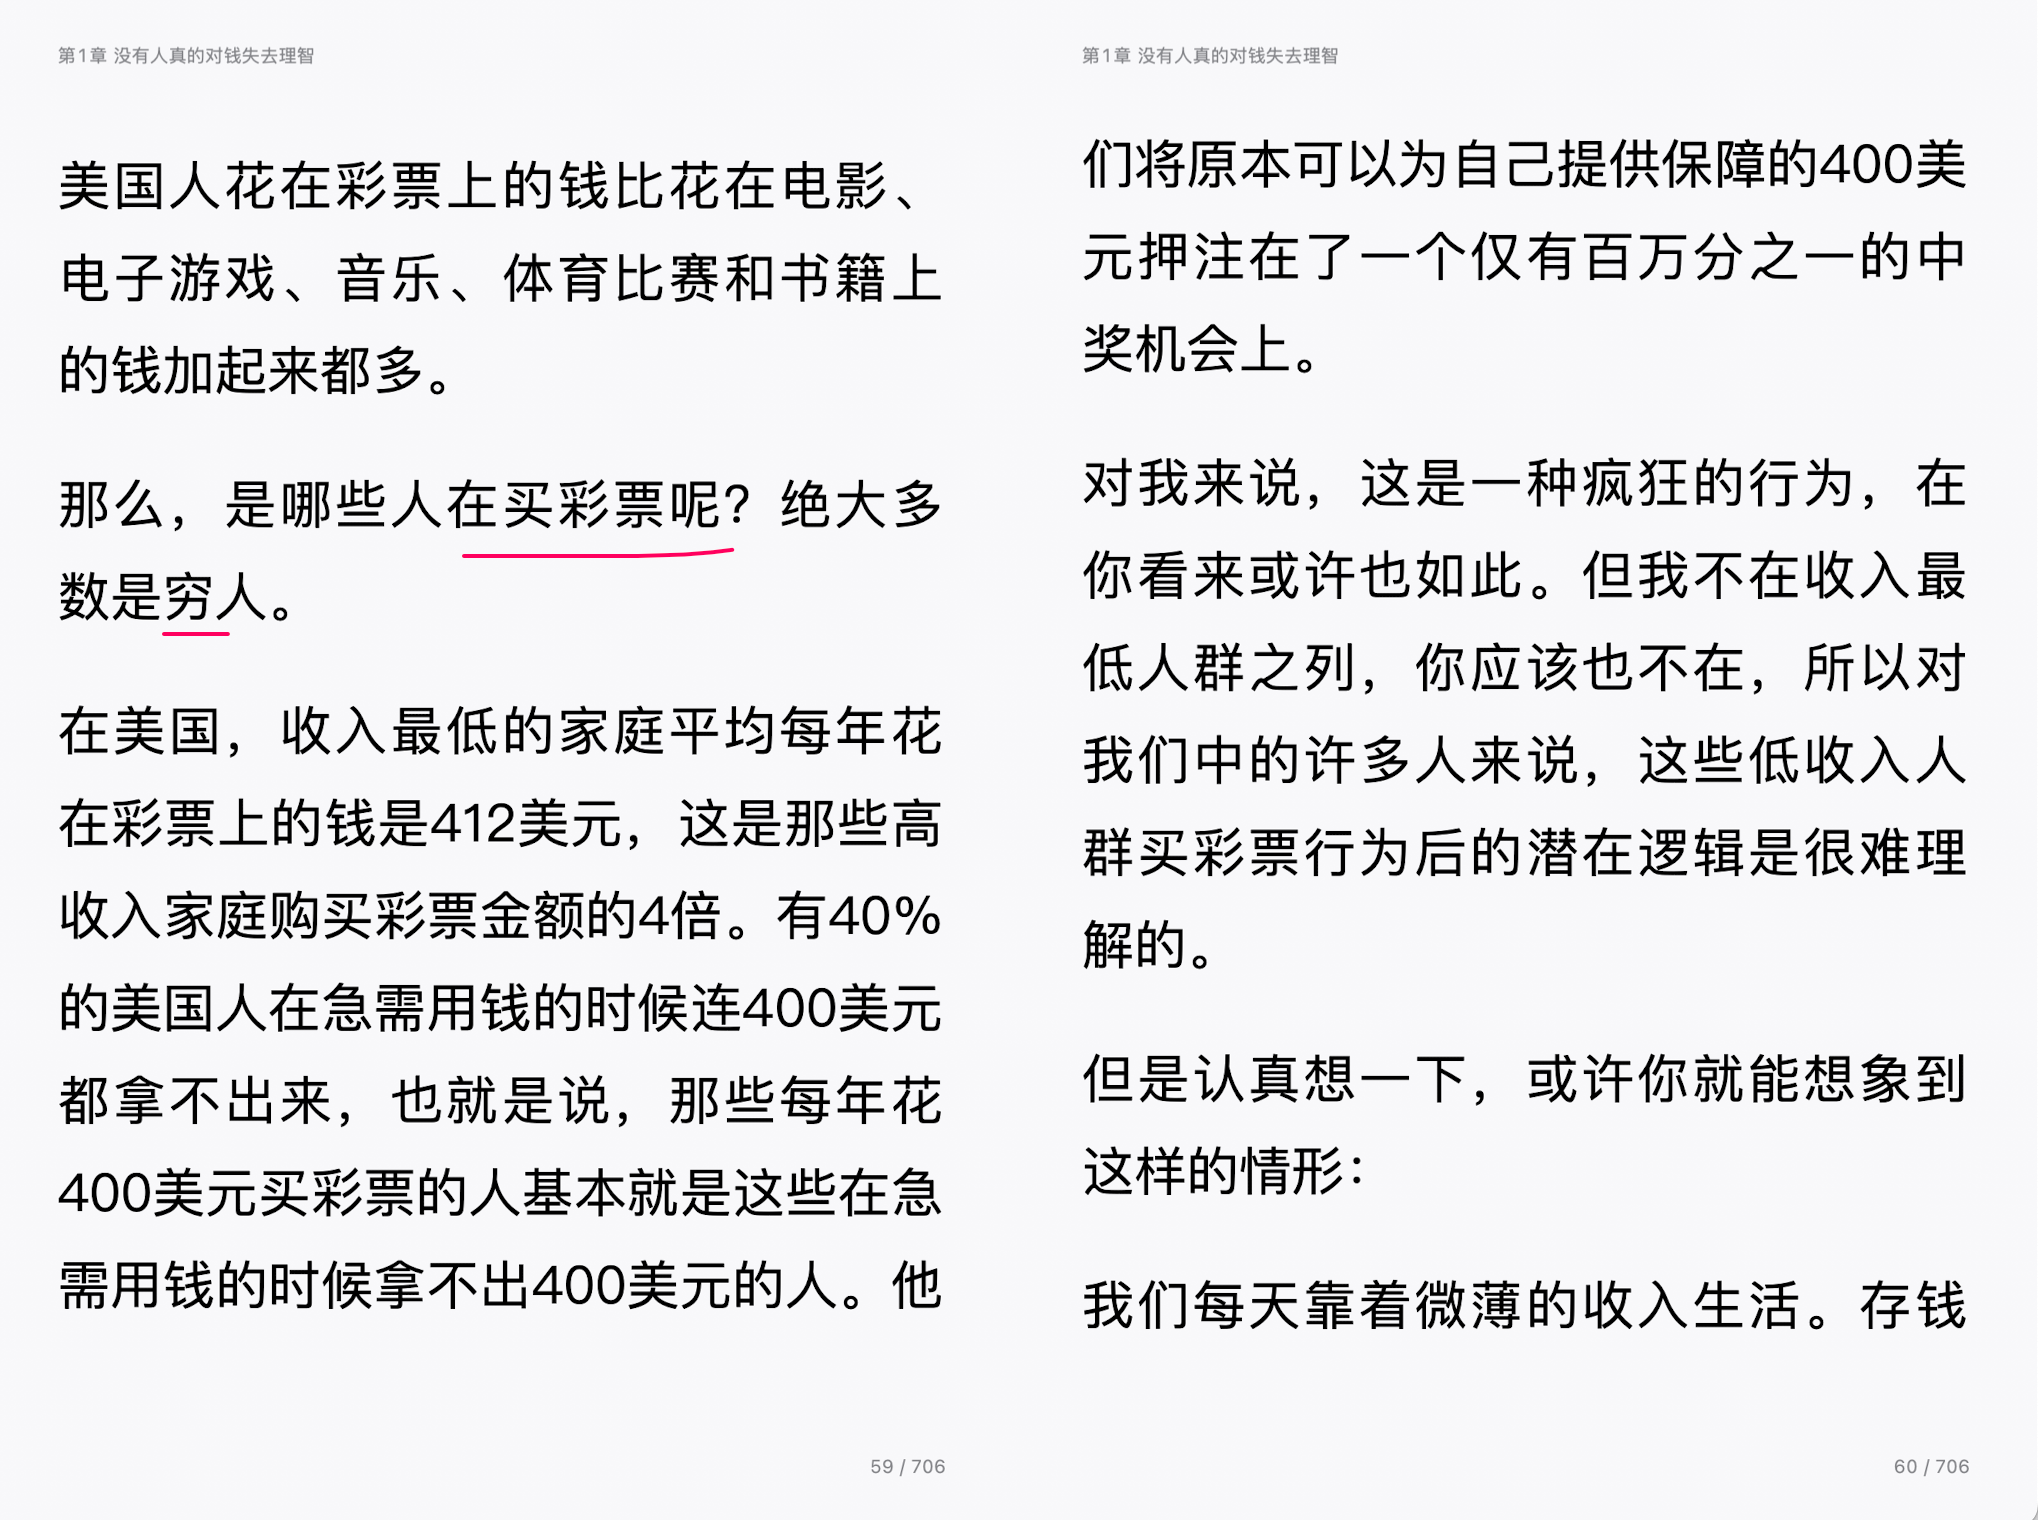 第1章 没有人真的对钱失去理智
美国人花在彩票上的钱比花在电影、
电子游戏、音乐、体育比赛和书籍上
的钱加起来都多。
那么，是哪些人在买彩票呢？绝大多
数是穷人。
在美国，收入最低的家庭平均每年花
在彩票上的钱是412美元，这是那些高
收入家庭购买彩票金额的4倍。有40%
的美国人在急需用钱的时候连400美元
都拿不出来，也就是说，那些每年花
400美元买彩票的人基本就是这些在急
需用钱的时候拿不出400美元的人。他
59 / 706
第1章 没有人真的对钱失去理智
们将原本可以为自己提供保障的400美
元押注在了一个仅有百万分之一的中
奖机会上。
对我来说，这是一种疯狂的行为，在
你看来或许也如此。但我不在收入最
低人群之列，你应该也不在，所以对
我们中的许多人来说，这些低收入人
群买彩票行为后的潜在逻辑是很难理
解的。
但是认真想一下，或许你就能想象到
这样的情形：
我们每天靠着微薄的收入生活。存钱
60 / 706